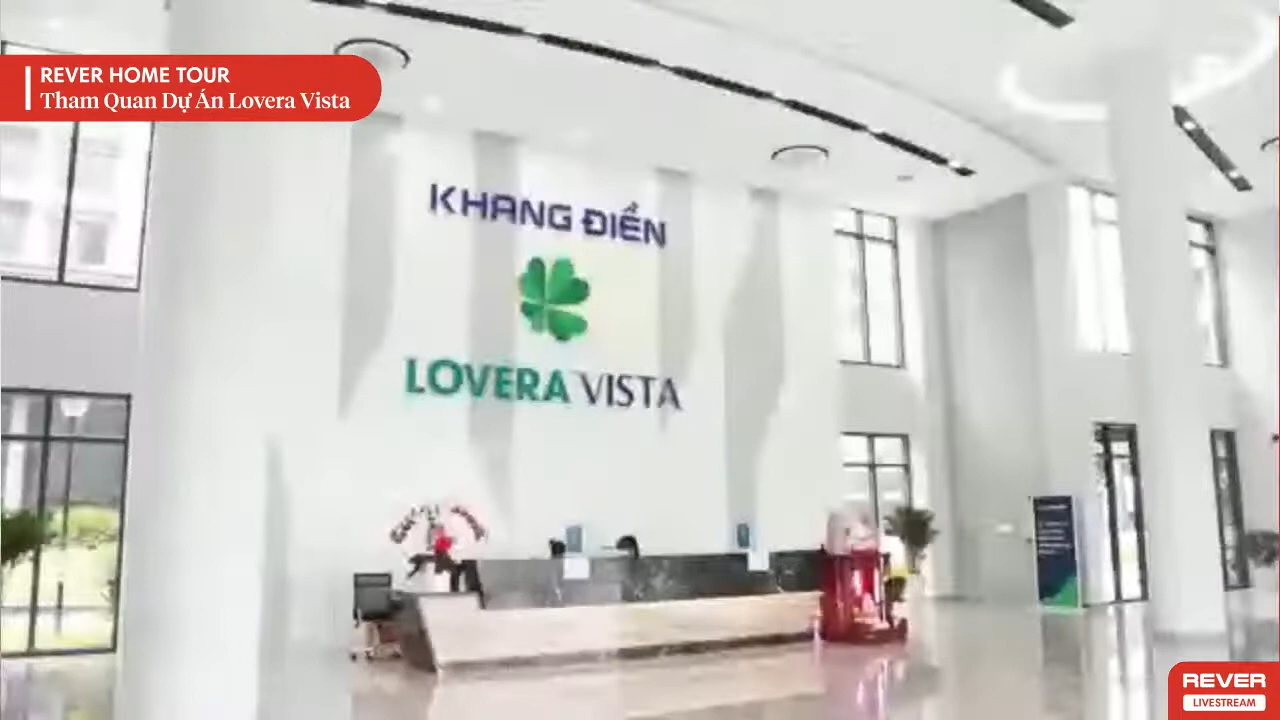 REVER HOME TOUR
Tham Quan Dự Án Lovera Vista
KHANG ĐIỀN
LOVERA VISTA
REVER
LIVESTREAM